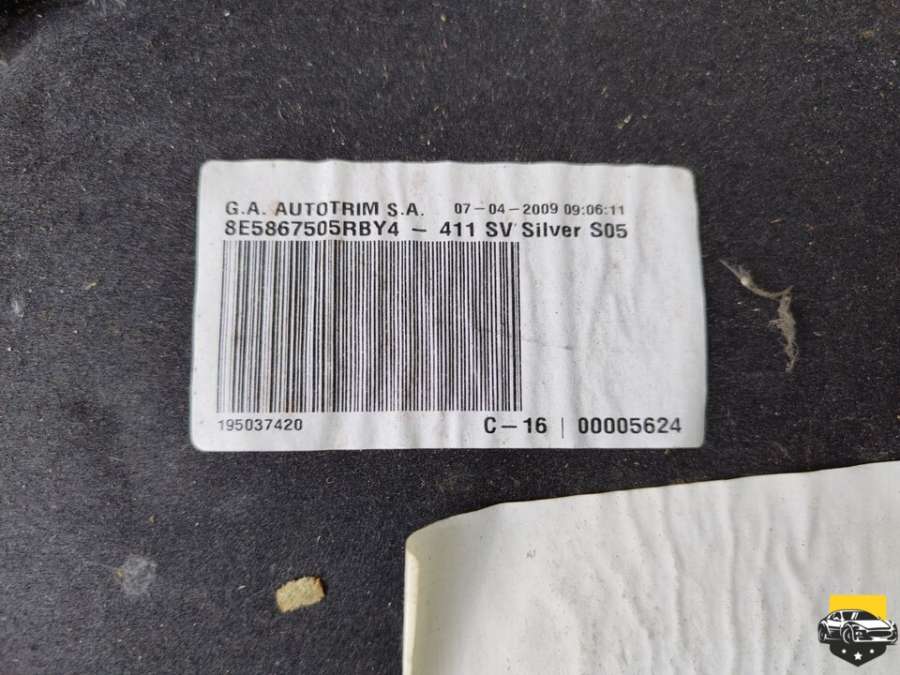 G.A. AUTOTRIM S.A. 07-04-2009 09:06:11
8E5867505RBY4 - 411 SV Silver S05
195037420 C-16 | 00005624